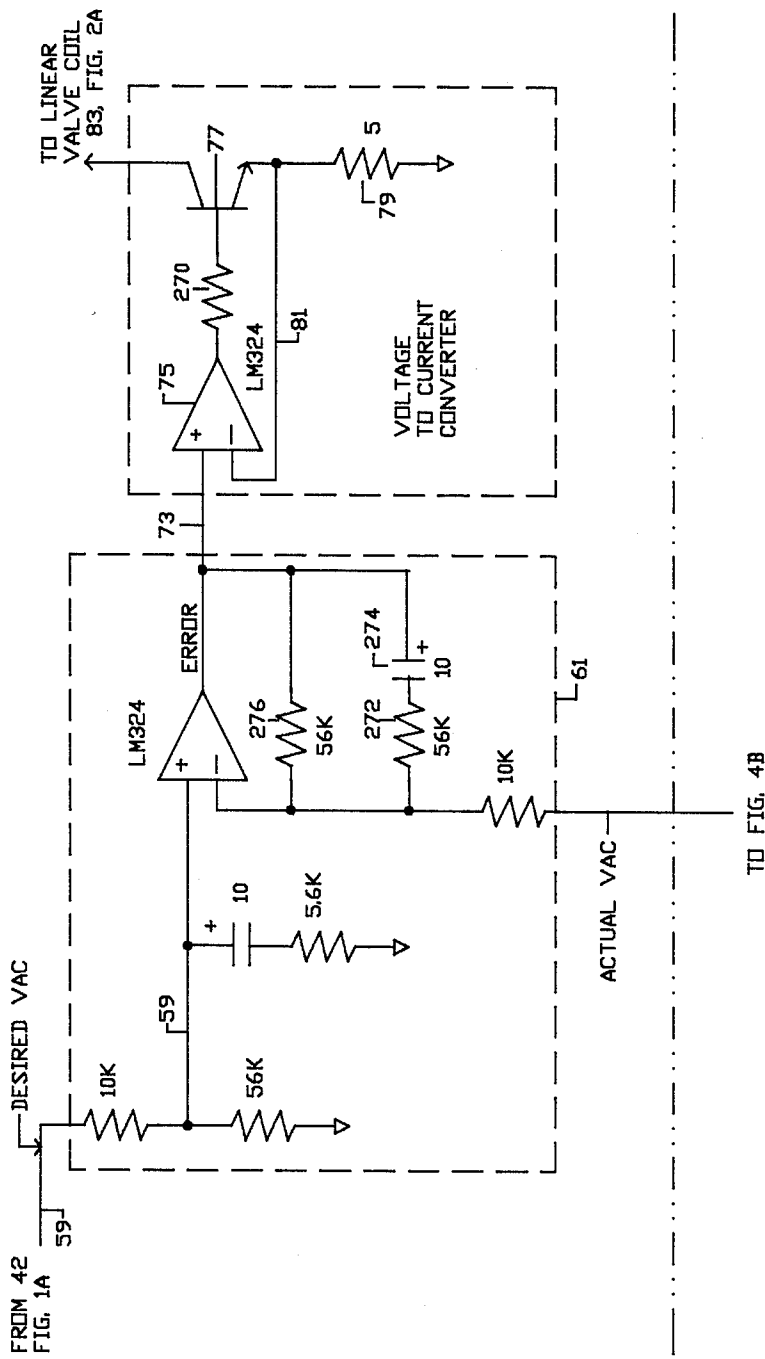 FROM 42
FIG. 1A
59
DESIRED VAC
10K
56K
59
+
10
5.6K
LM324
+
−
ERROR
276
56K
272
56K
274
+
10
10K
61
ACTUAL VAC
TO FIG. 4B
73
75
+
−
LM324
270
77
81
TO LINEAR
VALVE COIL
83, FIG. 2A
79
5
VOLTAGE
TO CURRENT
CONVERTER